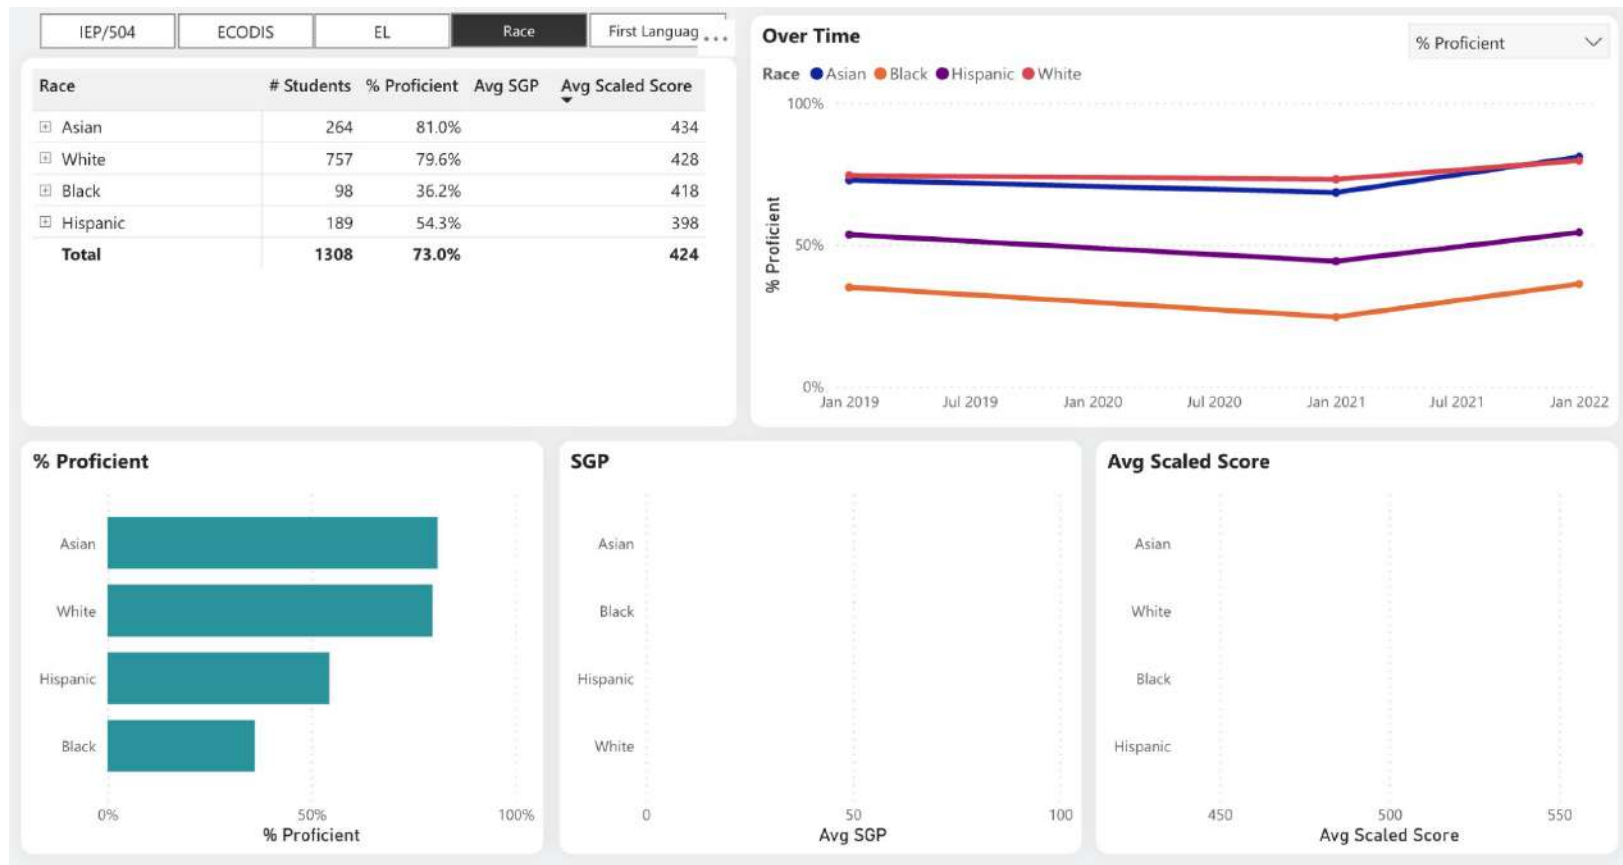 IEP/504 ECODIS EL Race First Languag ...
Race # Students % Proficient Avg SGP Avg Scaled Score
Asian 264 81.0% 434
White 757 79.6% 428
Black 98 36.2% 418
Hispanic 189 54.3% 398
Total 1308 73.0% 424
Over Time
% Proficient
Race Asian Black Hispanic White
100%
50%
0%
% Proficient
Jan 2019 Jul 2019 Jan 2020 Jul 2020 Jan 2021 Jul 2021 Jan 2022
% Proficient
Asian
White
Hispanic
Black
0% 50% 100%
% Proficient
SGP
Asian
Black
Hispanic
White
0 50 100
Avg SGP
Avg Scaled Score
Asian
White
Black
Hispanic
450 500 550
Avg Scaled Score